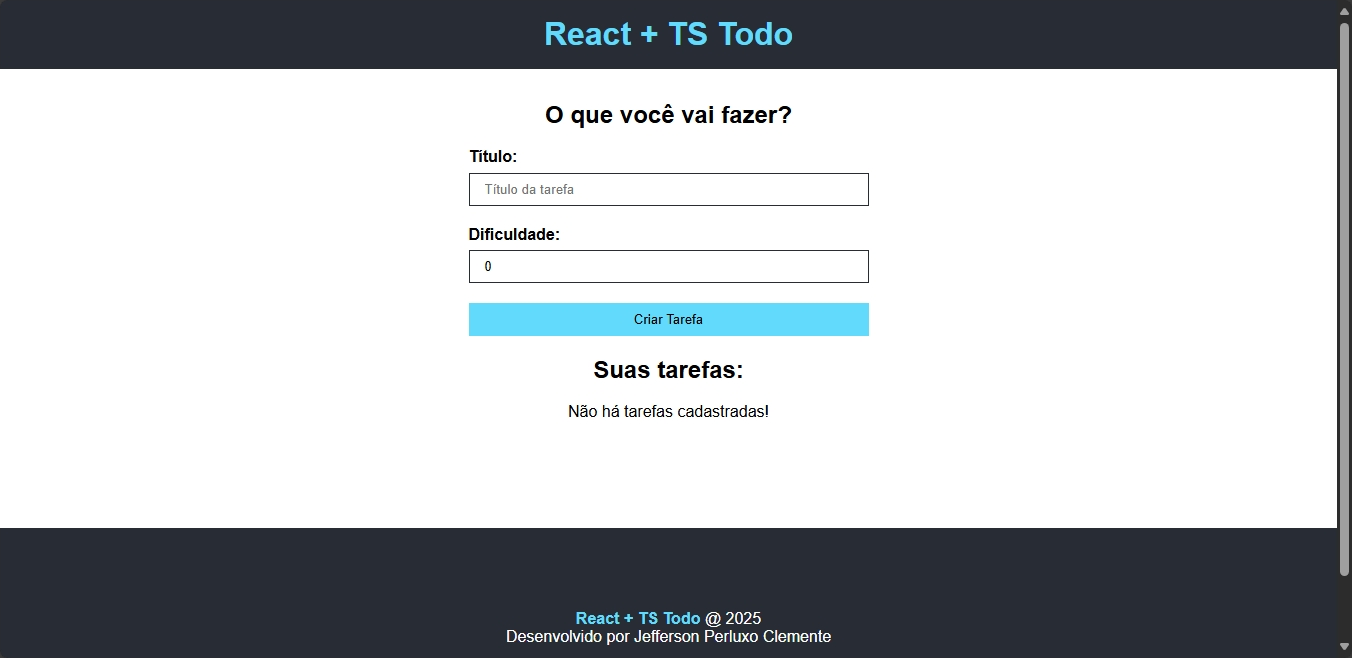 React + TS Todo
O que você vai fazer?
Título:
Título da tarefa
Dificuldade:
0
Criar Tarefa
Suas tarefas:
Não há tarefas cadastradas!
React + TS Todo @ 2025
Desenvolvido por Jefferson Perluxo Clemente